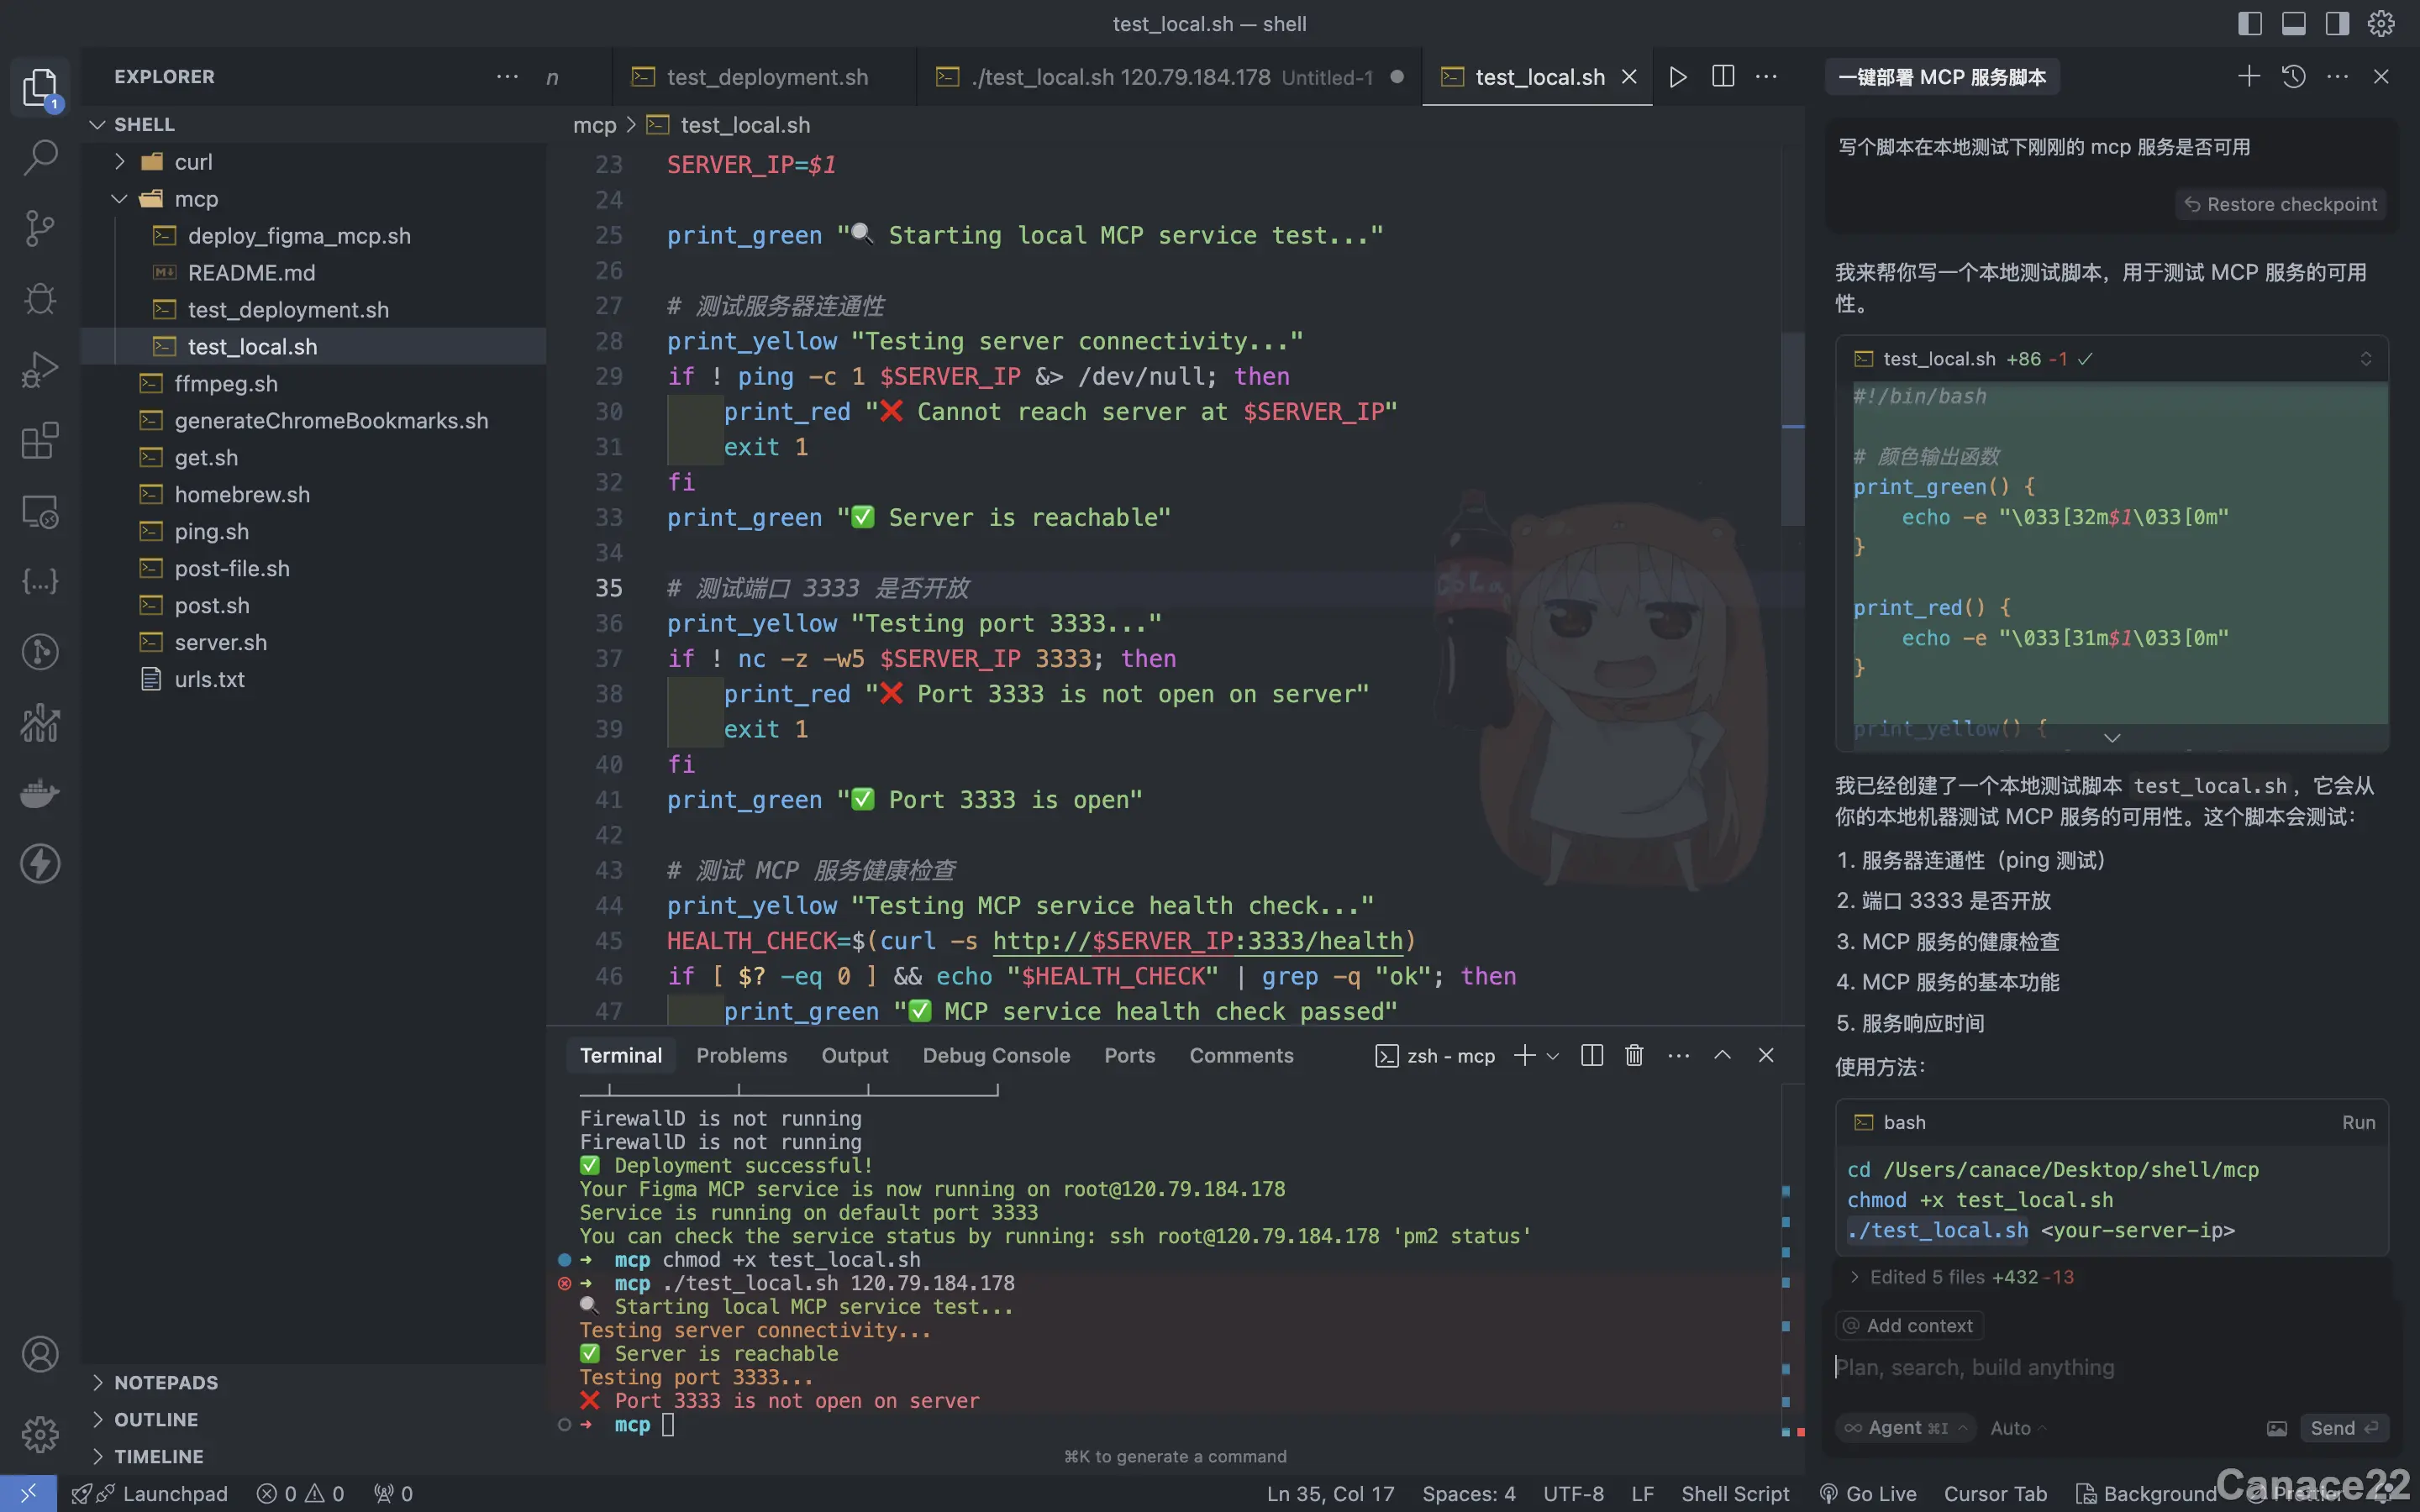 test_local.sh — shell
EXPLORER
n
test_deployment.sh
./test_local.sh 120.79.184.178 Untitled-1
test_local.sh
一键部署 MCP 服务脚本
1
SHELL
curl
mcp
deploy_figma_mcp.sh
README.md
test_deployment.sh
test_local.sh
ffmpeg.sh
generateChromeBookmarks.sh
get.sh
homebrew.sh
ping.sh
post-file.sh
post.sh
server.sh
urls.txt
NOTEPADS
OUTLINE
TIMELINE
mcp > test_local.sh
23 SERVER_IP=$1
24
25 print_green "🔍 Starting local MCP service test..."
26
27 # 测试服务器连通性
28 print_yellow "Testing server connectivity..."
29 if ! ping -c 1 $SERVER_IP &> /dev/null; then
30 print_red "❌ Cannot reach server at $SERVER_IP"
31 exit 1
32 fi
33 print_green "✅ Server is reachable"
34
35 # 测试端口 3333 是否开放
36 print_yellow "Testing port 3333..."
37 if ! nc -z -w5 $SERVER_IP 3333; then
38 print_red "❌ Port 3333 is not open on server"
39 exit 1
40 fi
41 print_green "✅ Port 3333 is open"
42
43 # 测试 MCP 服务健康检查
44 print_yellow "Testing MCP service health check..."
45 HEALTH_CHECK=$(curl -s http://$SERVER_IP:3333/health)
46 if [ $? -eq 0 ] && echo "$HEALTH_CHECK" | grep -q "ok"; then
47 print_green "✅ MCP service health check passed"
Cola
Terminal Problems Output Debug Console Ports Comments
zsh - mcp
FirewallD is not running
FirewallD is not running
✅ Deployment successful!
Your Figma MCP service is now running on root@120.79.184.178
Service is running on default port 3333
You can check the service status by running: ssh root@120.79.184.178 'pm2 status'
➜ mcp chmod +x test_local.sh
➜ mcp ./test_local.sh 120.79.184.178
🔍 Starting local MCP service test...
Testing server connectivity...
✅ Server is reachable
Testing port 3333...
❌ Port 3333 is not open on server
➜ mcp
⌘K to generate a command
写个脚本在本地测试下刚刚的 mcp 服务是否可用
Restore checkpoint
我来帮你写一个本地测试脚本，用于测试 MCP 服务的可用
性。
test_local.sh +86 -1
#!/bin/bash
# 颜色输出函数
print_green() {
echo -e "\033[32m$1\033[0m"
}
print_red() {
echo -e "\033[31m$1\033[0m"
}
print_yellow() {
我已经创建了一个本地测试脚本 test_local.sh，它会从
你的本地机器测试 MCP 服务的可用性。这个脚本会测试：
1. 服务器连通性（ping 测试）
2. 端口 3333 是否开放
3. MCP 服务的健康检查
4. MCP 服务的基本功能
5. 服务响应时间
使用方法：
bash
Run
cd /Users/canace/Desktop/shell/mcp
chmod +x test_local.sh
./test_local.sh <your-server-ip>
Edited 5 files +432 -13
@ Add context
Plan, search, build anything
Agent ⌘I
Auto
Send
Launchpad
0
0
0
Ln 35, Col 17
Spaces: 4
UTF-8
LF
Shell Script
Go Live
Cursor Tab
Background
Prettier
Canace22